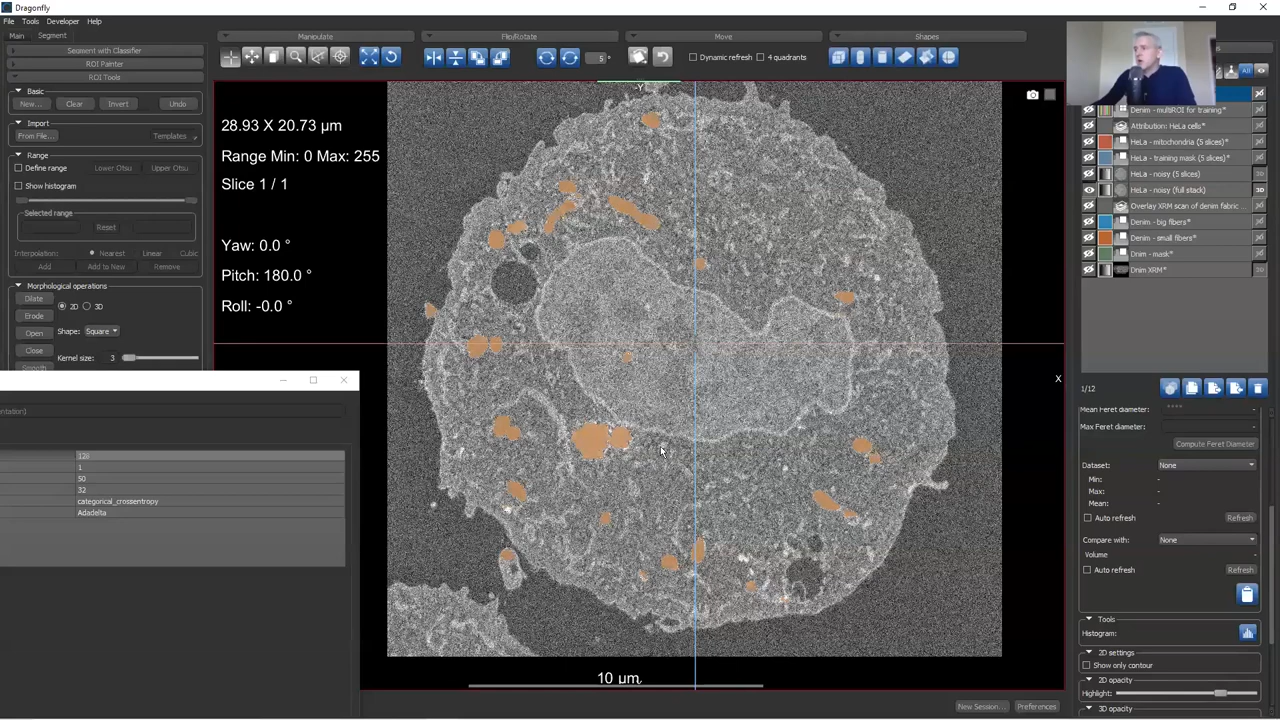 Dragonfly
File Tools Developer Help
Main Segment
Manipulate
Flip/Rotate
Move
Shapes
Segment with Classifier
ROI Painter
ROI Tools
5 °
Dynamic refresh
4 quadrants
All
Basic
New...
Clear
Invert
Undo
Import
From File...
Templates
Range
Define range
Lower Otsu
Upper Otsu
Show histogram
Selected range
Reset
Interpolation: Nearest Linear Cubic
Add
Add to New
Remove
Morphological operations
Dilate
2D 3D
Erode
Open
Shape: Square
Close
Kernel size: 3
Smooth
128
1
50
32
categorical_crossentropy
Adadelta
28.93 X 20.73 µm
Range Min: 0 Max: 255
Slice 1 / 1
Yaw: 0.0 °
Pitch: 180.0 °
Roll: -0.0 °
-Y
X
10 µm
Denim - multiROI for training*
Attribution: HeLa cells*
HeLa - mitochondria (5 slices)*
HeLa - training mask (5 slices)*
HeLa - noisy (5 slices)
HeLa - noisy (full stack)
Overlay XRM scan of denim fabric ...
Denim - big fibers*
Denim - small fibers*
Dnim - mask*
Dnim XRM*
1/12
Mean Feret diameter: **** -
Max Feret diameter: -
Compute Feret Diameter
Dataset: None
Min: -
Max: -
Mean: -
Auto refresh
Refresh
Compare with: None
Volume -
Auto refresh
Refresh
Tools
Histogram:
2D settings
Show only contour
2D opacity
Highlight:
3D opacity
New Session...
Preferences